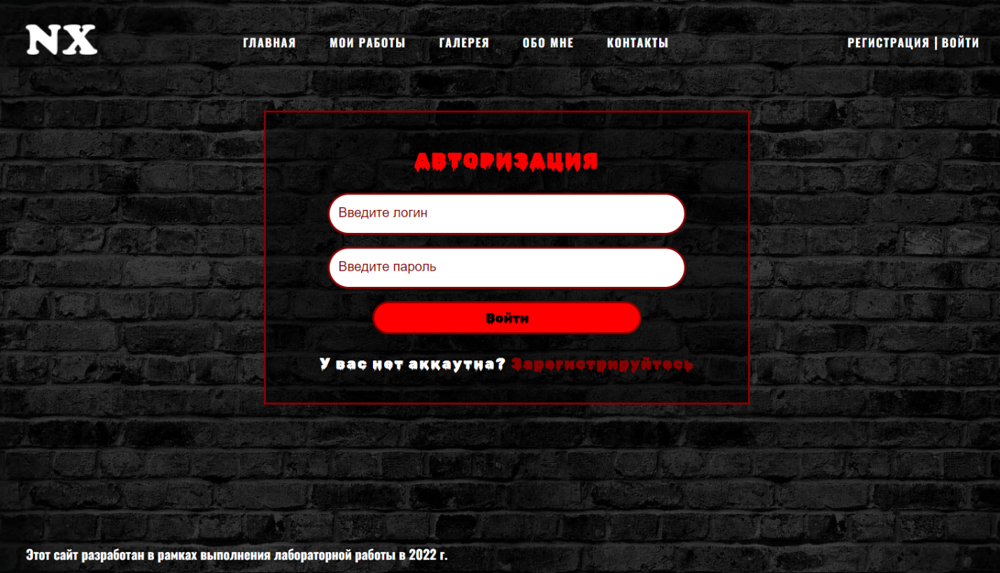 NX
ГЛАВНАЯ МОИ РАБОТЫ ГАЛЕРЕЯ ОБО МНЕ КОНТАКТЫ РЕГИСТРАЦИЯ | ВОЙТИ
АВТОРИЗАЦИЯ
Введите логин
Введите пароль
Войти
У вас нет аккаутна? Зарегистрируйтесь
Этот сайт разработан в рамках выполнения лабораторной работы в 2022 г.